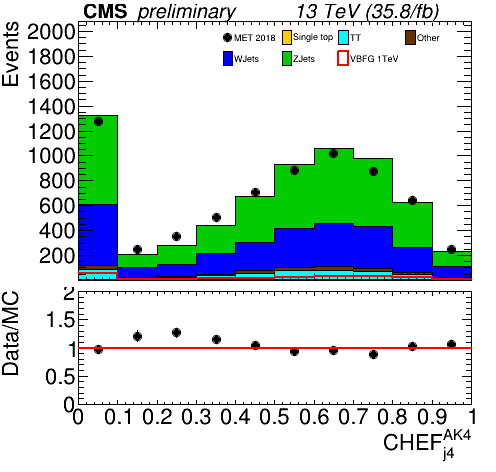 CMS preliminary 13 TeV (35.8/fb)
Events
MET 2018 Single top TT Other
WJets ZJets VBFG 1TeV
2000
1800
1600
1400
1200
1000
800
600
400
200
Data/MC
2
1.5
1
0.5
0
0 0.1 0.2 0.3 0.4 0.5 0.6 0.7 0.8 0.9 1
CHEF^{AK4}_{j4}